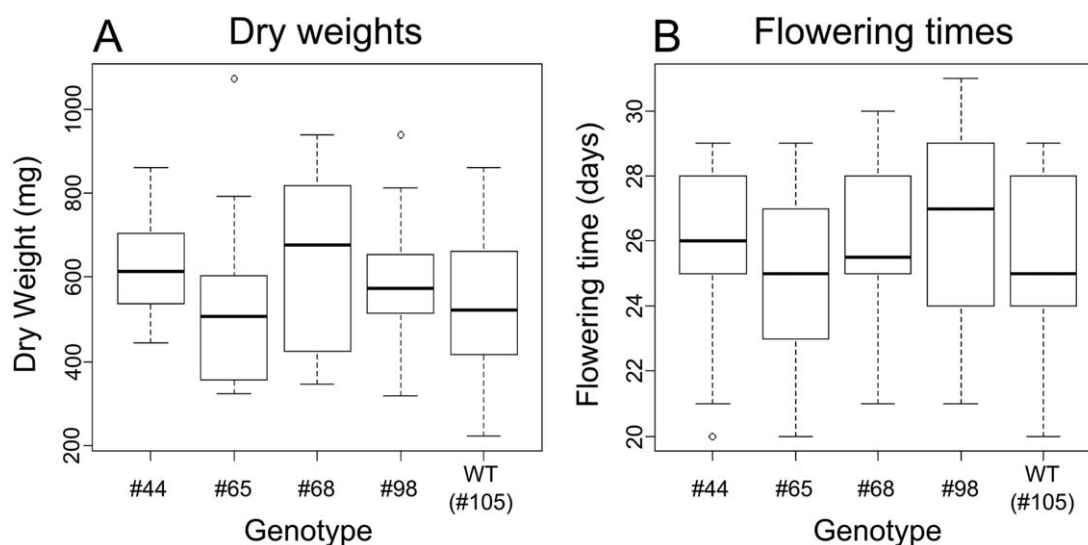 A Dry weights
Dry Weight (mg)
1000
800
600
400
200
#44 #65 #68 #98 WT (#105)
Genotype
B Flowering times
Flowering time (days)
30
28
26
24
22
20
#44 #65 #68 #98 WT (#105)
Genotype